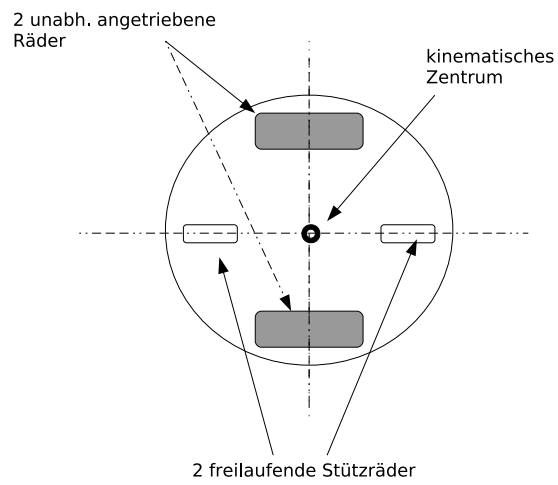 2 unabh. angetriebene
Räder
kinematisches
Zentrum
2 freilaufende Stützräder